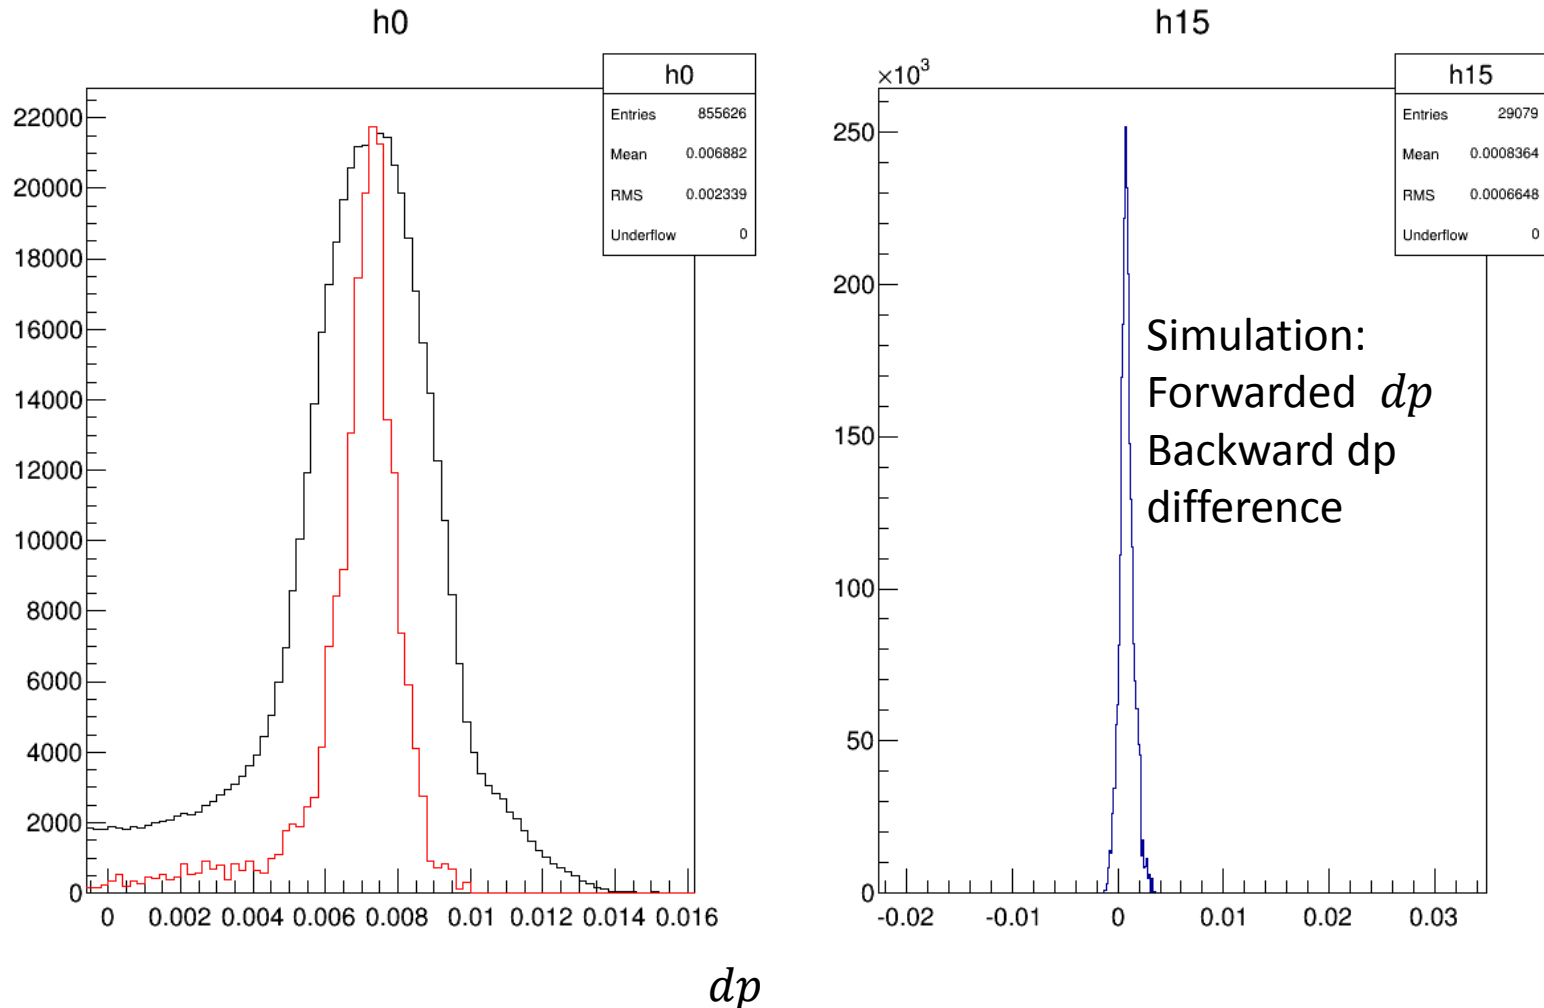 h0
h0
Entries 855626
Mean 0.006882
RMS 0.002339
Underflow 0
22000
20000
18000
16000
14000
12000
10000
8000
6000
4000
2000
0
0 0.002 0.004 0.006 0.008 0.01 0.012 0.014 0.016
dp
h15
×10³
h15
Entries 29079
Mean 0.0008364
RMS 0.0006648
Underflow 0
250
200
150
100
50
0
Simulation:
Forwarded dp
Backward dp
difference
-0.02 -0.01 0 0.01 0.02 0.03